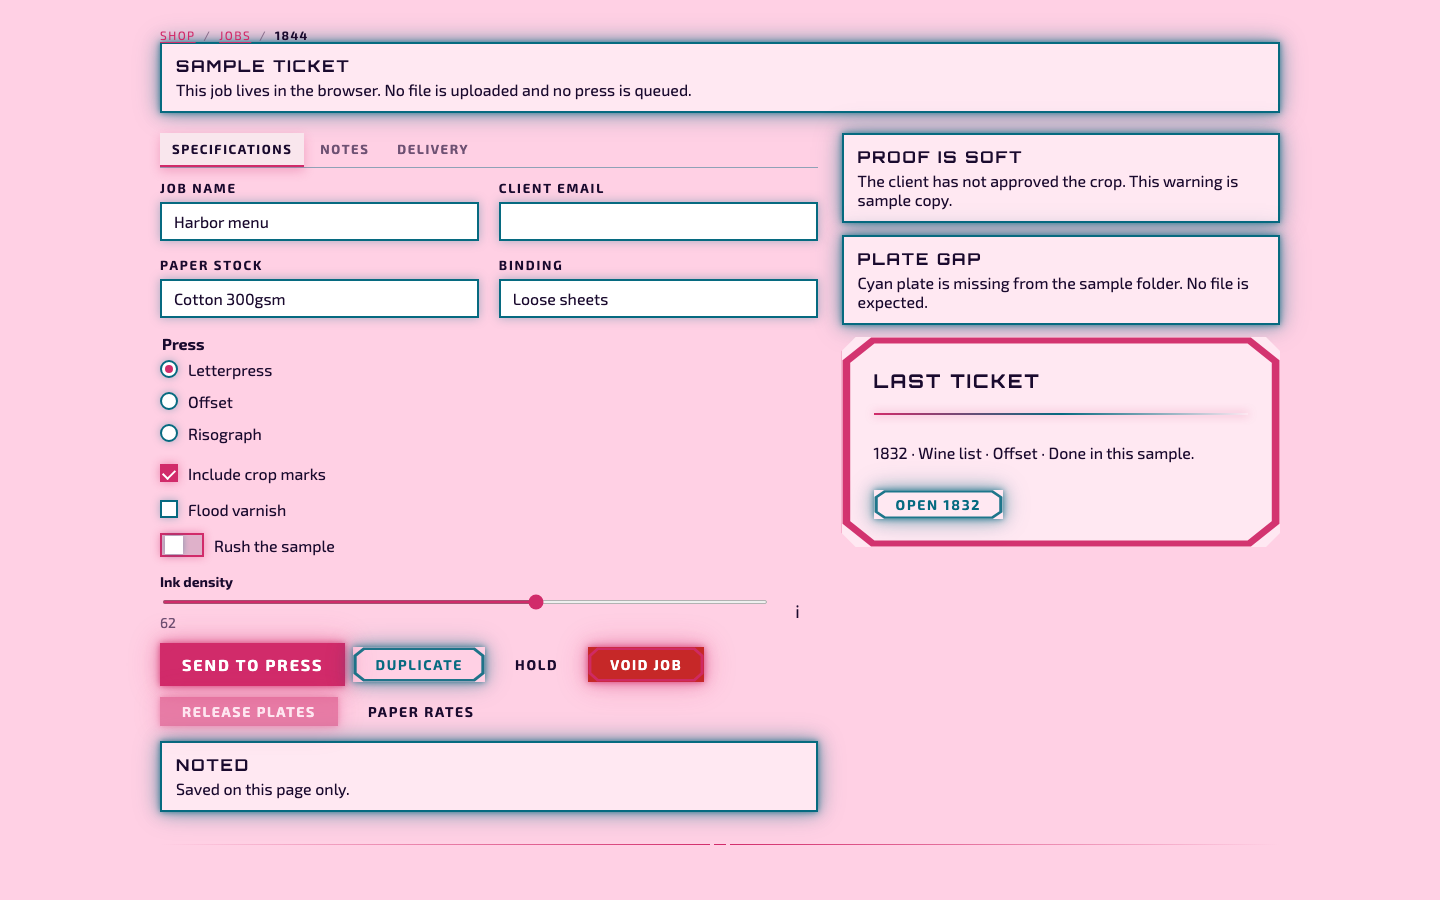 SHOP / JOBS / 1844
SAMPLE TICKET
This job lives in the browser. No file is uploaded and no press is queued.
SPECIFICATIONS NOTES DELIVERY
JOB NAME
Harbor menu
CLIENT EMAIL
PAPER STOCK
Cotton 300gsm
BINDING
Loose sheets
Press
Letterpress
Offset
Risograph
Include crop marks
Flood varnish
Rush the sample
Ink density
i
62
SEND TO PRESS DUPLICATE HOLD VOID JOB
RELEASE PLATES PAPER RATES
NOTED
Saved on this page only.
PROOF IS SOFT
The client has not approved the crop. This warning is
sample copy.
PLATE GAP
Cyan plate is missing from the sample folder. No file is
expected.
LAST TICKET
1832 · Wine list · Offset · Done in this sample.
OPEN 1832